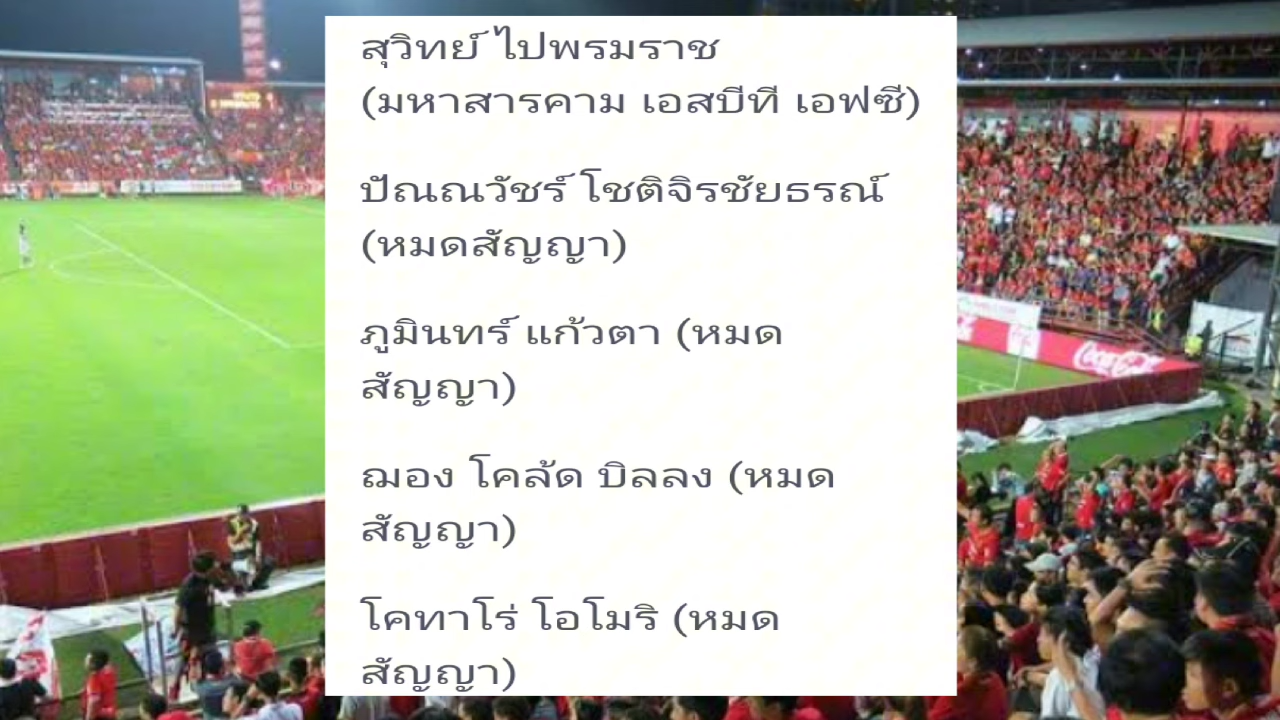 สุวิทย์ ไปพรมราช
(มหาสารคาม เอสบีที เอฟซี)
ปัณณวัชร์ โชติจิรชัยธรณ์
(หมดสัญญา)
ภูมินทร์ แก้วตา (หมด
สัญญา)
ฌอง โคล้ด บิลลง (หมด
สัญญา)
โคทาโร่ โอโมริ (หมด
สัญญา)
Coca-Cola